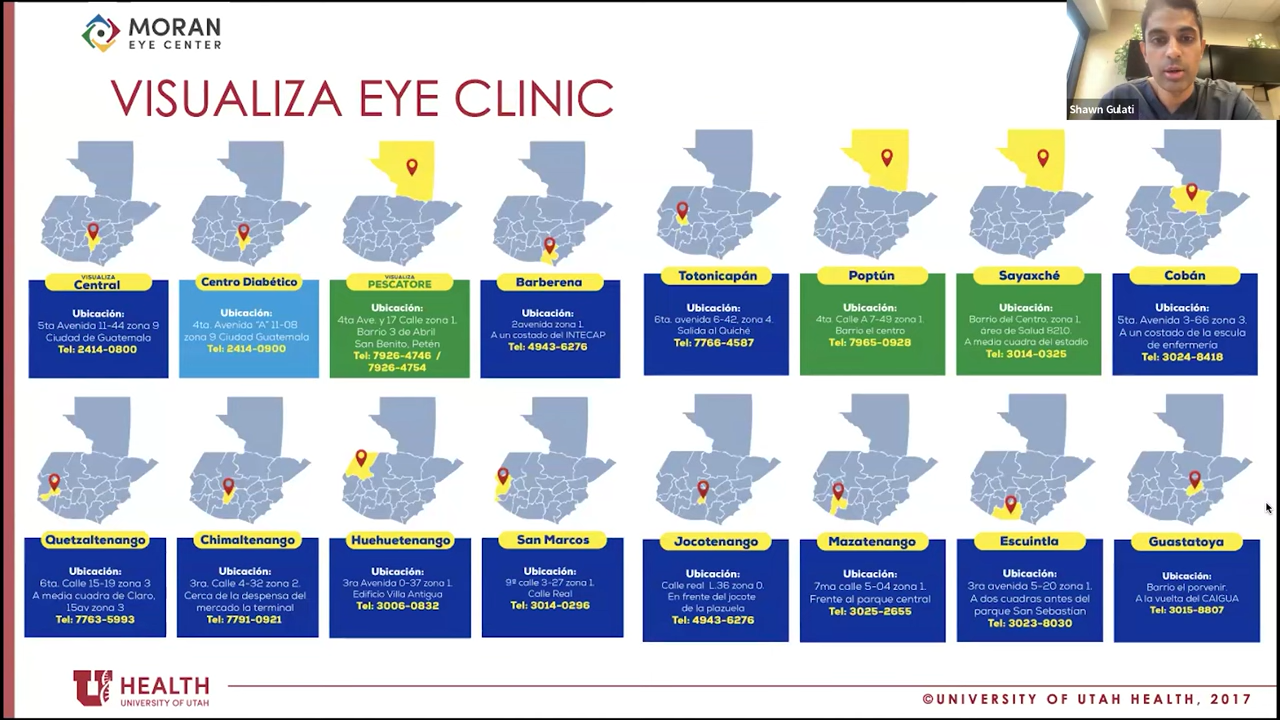 MORAN
EYE CENTER
Shawn Gulati
VISUALIZA EYE CLINIC
VISUALIZA
Central
Ubicación:
5ta Avenida 11-44 zona 9
Ciudad de Guatemala
Tel: 2414-0800
Centro Diabético
Ubicación:
4ta. Avenida "A" 11-08
zona 9 Ciudad Guatemala
Tel: 2414-0900
VISUALIZA
PESCATORE
Ubicación:
4ta Ave. y 17 Calle zona 1,
Barrio 3 de Abril
San Benito, Petén
Tel: 7926-4746 /
7926-4754
Barberena
Ubicación:
2avenida zona 1.
A un costado del INTECAP
Tel: 4943-6276
Totonicapán
Ubicación:
6ta. avenida 6-42, zona 4.
Salida al Quiché
Tel: 7766-4587
Poptún
Ubicación:
4ta. Calle A 7-49 zona 1.
Barrio el centro
Tel: 7965-0928
Sayaxché
Ubicación:
Barrio del Centro, zona 1,
área de Salud 8210.
A media cuadra del estadio
Tel: 3014-0325
Cobán
Ubicación:
5ta. Avenida 3-66 zona 3.
A un costado de la escula
de enfermería
Tel: 3024-8418
Quetzaltenango
Ubicación:
6ta. Calle 15-19 zona 3
A media cuadra de Claro,
15av zona 3
Tel: 7763-5993
Chimaltenango
Ubicación:
3ra. Calle 4-32 zona 2.
Cerca de la despensa del
mercado la terminal
Tel: 7791-0921
Huehuetenango
Ubicación:
3ra Avenida 0-37 zona 1.
Edificio Villa Antigua
Tel: 3006-0832
San Marcos
Ubicación:
9ª calle 3-27 zona 1.
Calle Real
Tel: 3014-0296
Jocotenango
Ubicación:
Calle real L.36 zona 0.
En frente del jocote
de la plazuela
Tel: 4943-6276
Mazatenango
Ubicación:
7ma calle 5-04 zona 1.
Frente al parque central
Tel: 3025-2655
Escuintla
Ubicación:
3ra avenida 5-20 zona 1.
A dos cuadras antes del
parque San Sebastian
Tel: 3023-8030
Guastatoya
Ubicación:
Barrio el porvenir.
A la vuelta del CAIGUA
Tel: 3015-8807
U HEALTH
UNIVERSITY OF UTAH
©UNIVERSITY OF UTAH HEALTH, 2017